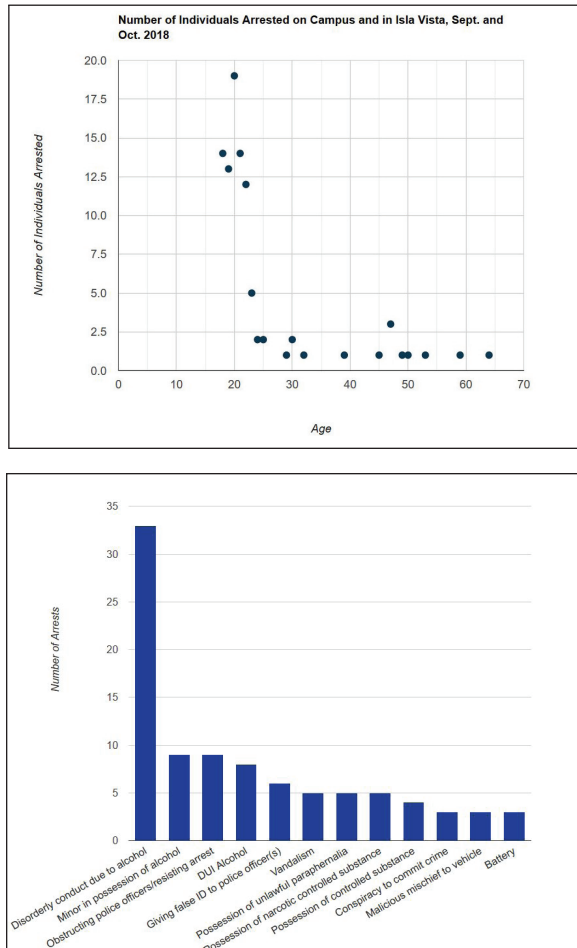 Number of Individuals Arrested on Campus and in Isla Vista, Sept. and
Oct. 2018
20.0
17.5
15.0
12.5
10.0
7.5
5.0
2.5
0.0
Number of Individuals Arrested
0 10 20 30 40 50 60 70
Age
35
30
25
20
15
10
5
0
Number of Arrests
Disorderly conduct due to alcohol
Minor in possession of alcohol
Obstructing police officers/resisting arrest
DUI Alcohol
Giving false ID to police officer(s)
Vandalism
Possession of unlawful paraphernalia
Possession of narcotic controlled substance
Possession of controlled substance
Conspiracy to commit crime
Malicious mischief to vehicle
Battery